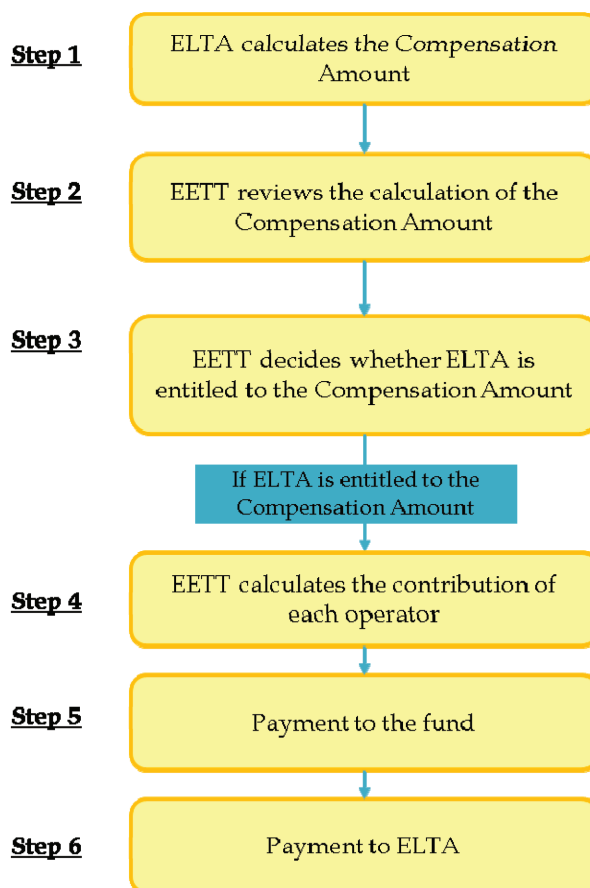 Step 1
ELTA calculates the Compensation
Amount
Step 2
EETT reviews the calculation of the
Compensation Amount
Step 3
EETT decides whether ELTA is
entitled to the Compensation Amount
If ELTA is entitled to the
Compensation Amount
Step 4
EETT calculates the contribution of
each operator
Step 5
Payment to the fund
Step 6
Payment to ELTA